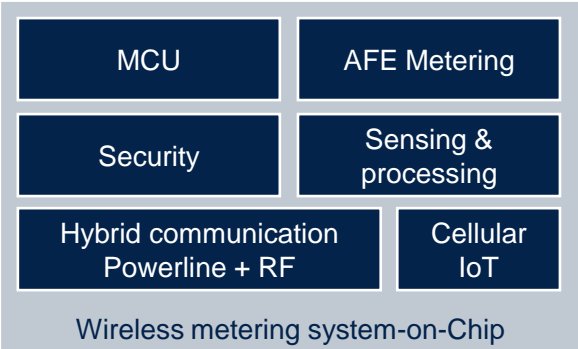 MCU
AFE Metering
Security
Sensing &
processing
Hybrid communication
Powerline + RF
Cellular
IoT
Wireless metering system-on-Chip